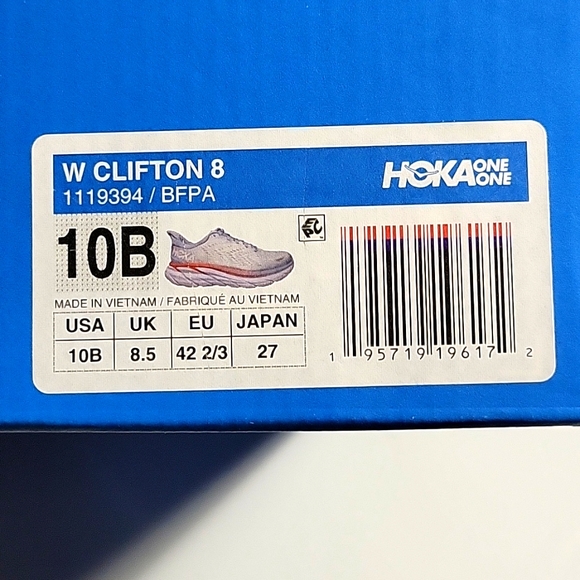 W CLIFTON 8
1119394 / BFPA
HOKA ONE ONE
10B
MADE IN VIETNAM / FABRIQUÉ AU VIETNAM
USA UK EU JAPAN
10B 8.5 42 2/3 27
1 95719 19617 2